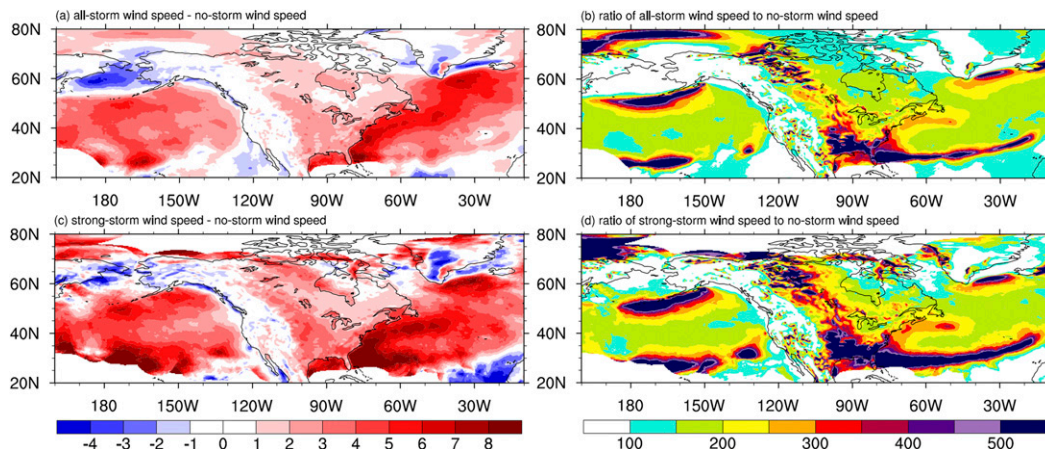 (a) all-storm wind speed - no-storm wind speed
(b) ratio of all-storm wind speed to no-storm wind speed
80N
60N
40N
20N
180 150W 120W 90W 60W 30W
80N
60N
40N
20N
180 150W 120W 90W 60W 30W
(c) strong-storm wind speed - no-storm wind speed
(d) ratio of strong-storm wind speed to no-storm wind speed
80N
60N
40N
20N
180 150W 120W 90W 60W 30W
80N
60N
40N
20N
180 150W 120W 90W 60W 30W
-4 -3 -2 -1 0 1 2 3 4 5 6 7 8
100 200 300 400 500